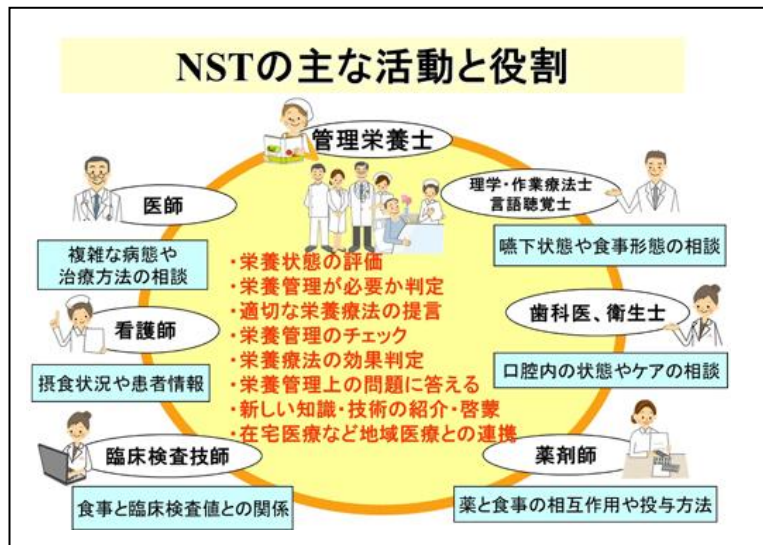 NSTの主な活動と役割
管理栄養士
医師
複雑な病態や
治療方法の相談
看護師
摂食状況や患者情報
臨床検査技師
食事と臨床検査値との関係
・栄養状態の評価
・栄養管理が必要か判定
・適切な栄養療法の提言
・栄養管理のチェック
・栄養療法の効果判定
・栄養管理上の問題に答える
・新しい知識・技術の紹介・啓蒙
・在宅医療など地域医療との連携
理学・作業療法士
言語聴覚士
嚥下状態や食事形態の相談
歯科医、衛生士
口腔内の状態やケアの相談
薬剤師
薬と食事の相互作用や投与方法